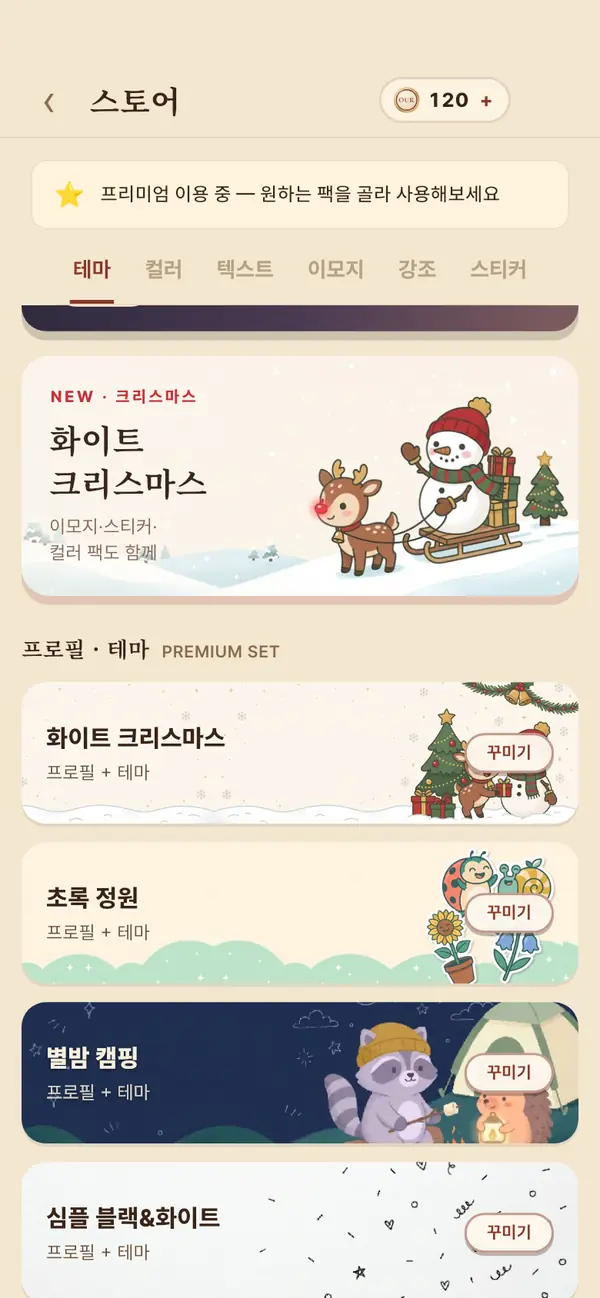 ‹ 스토어
OUR 120 +
⭐ 프리미엄 이용 중 — 원하는 팩을 골라 사용해보세요
테마 컬러 텍스트 이모지 강조 스티커
NEW · 크리스마스
화이트
크리스마스
이모지·스티커·
컬러 팩도 함께
프로필 · 테마 PREMIUM SET
화이트 크리스마스
프로필 + 테마
꾸미기
초록 정원
프로필 + 테마
꾸미기
별밤 캠핑
프로필 + 테마
꾸미기
심플 블랙&화이트
프로필 + 테마
꾸미기